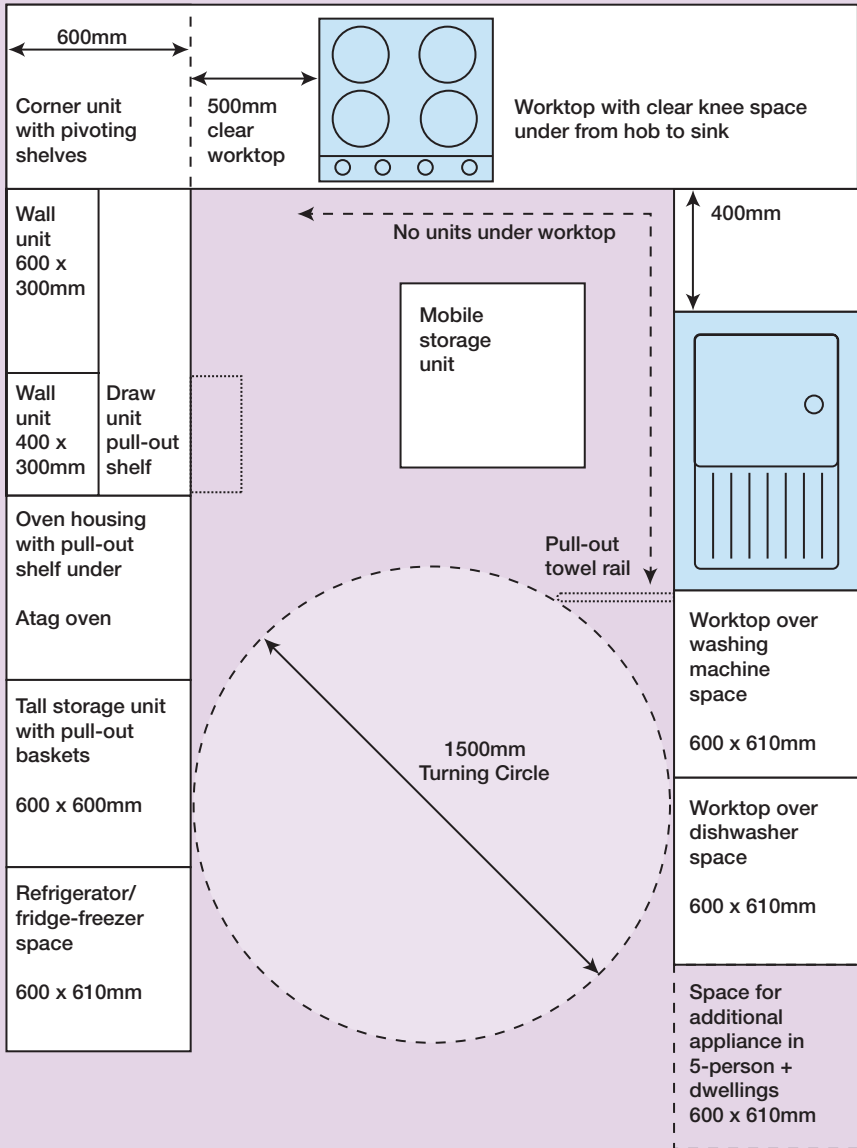 600mm
Corner unit
with pivoting
shelves
500mm
clear
worktop
Worktop with clear knee space
under from hob to sink
Wall
unit
600 x
300mm
No units under worktop
400mm
Mobile
storage
unit
Wall
unit
400 x
300mm
Draw
unit
pull-out
shelf
Oven housing
with pull-out
shelf under
Atag oven
Pull-out
towel rail
Worktop over
washing
machine
space
600 x 610mm
Tall storage unit
with pull-out
baskets
600 x 600mm
1500mm
Turning Circle
Worktop over
dishwasher
space
600 x 610mm
Refrigerator/
fridge-freezer
space
600 x 610mm
Space for
additional
appliance in
5-person +
dwellings
600 x 610mm